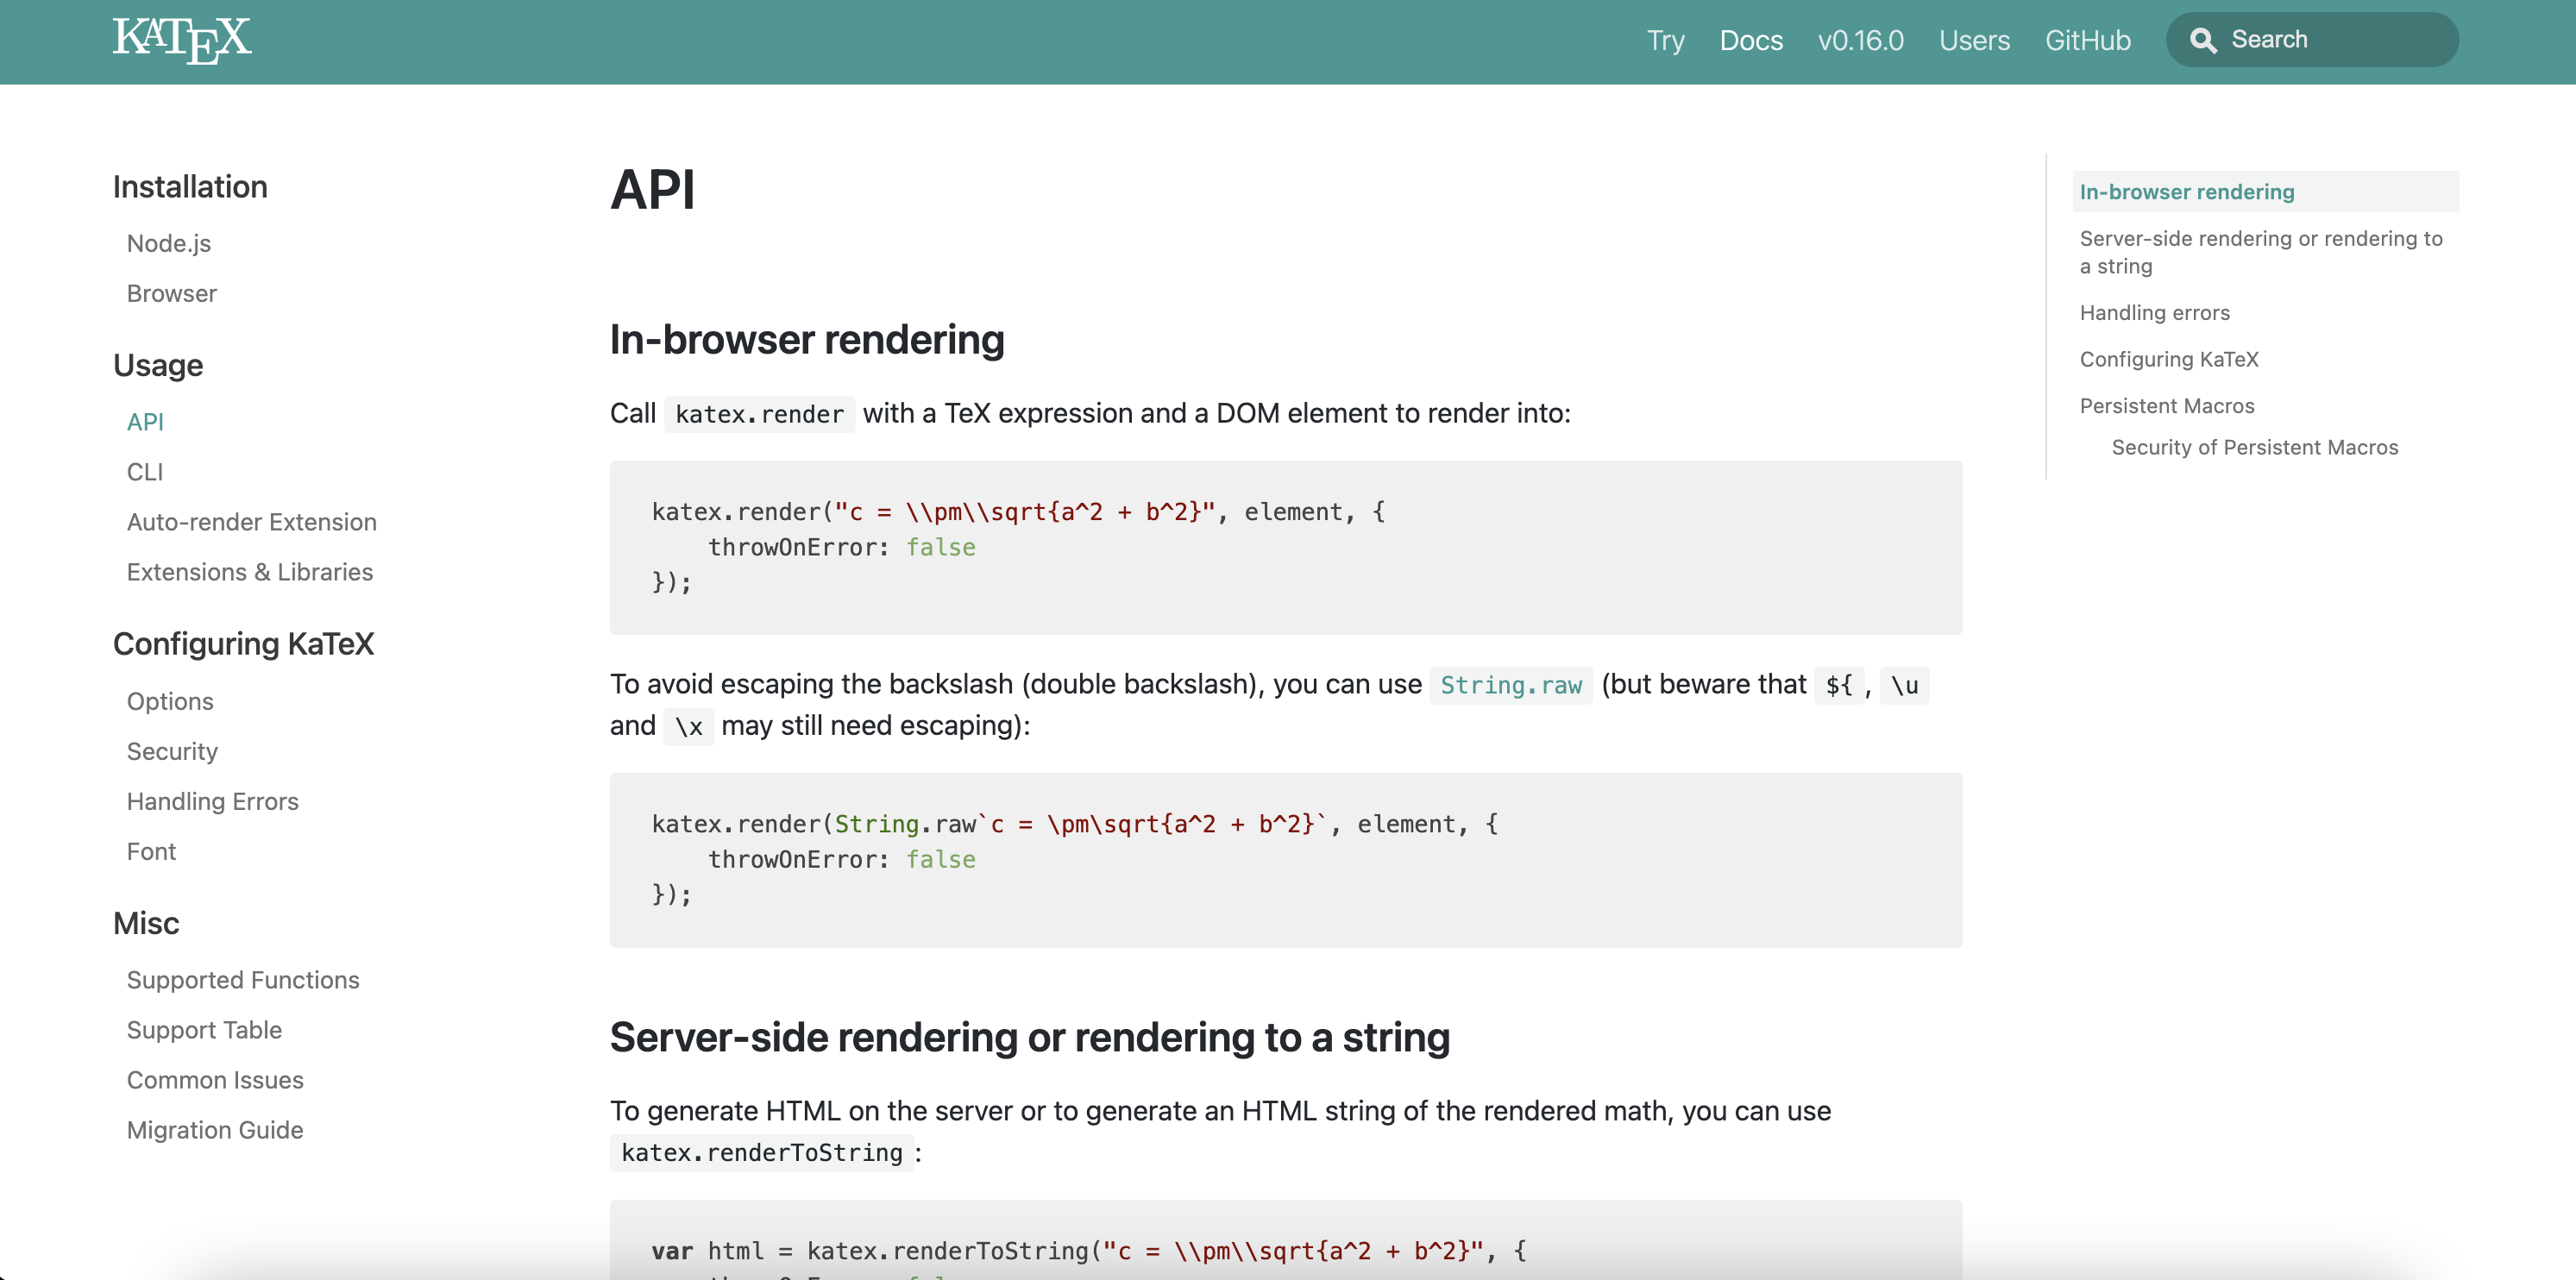 KATEX
Try Docs v0.16.0 Users GitHub Search
Installation
Node.js
Browser
Usage
API
CLI
Auto-render Extension
Extensions & Libraries
Configuring KaTeX
Options
Security
Handling Errors
Font
Misc
Supported Functions
Support Table
Common Issues
Migration Guide
API
In-browser rendering
Call katex.render with a TeX expression and a DOM element to render into:
katex.render("c = \\pm\\sqrt{a^2 + b^2}", element, {
    throwOnError: false
});
To avoid escaping the backslash (double backslash), you can use String.raw (but beware that ${, \u
and \x may still need escaping):
katex.render(String.raw`c = \pm\sqrt{a^2 + b^2}`, element, {
    throwOnError: false
});
Server-side rendering or rendering to a string
To generate HTML on the server or to generate an HTML string of the rendered math, you can use
katex.renderToString:
var html = katex.renderToString("c = \\pm\\sqrt{a^2 + b^2}", {
In-browser rendering
Server-side rendering or rendering to
a string
Handling errors
Configuring KaTeX
Persistent Macros
Security of Persistent Macros